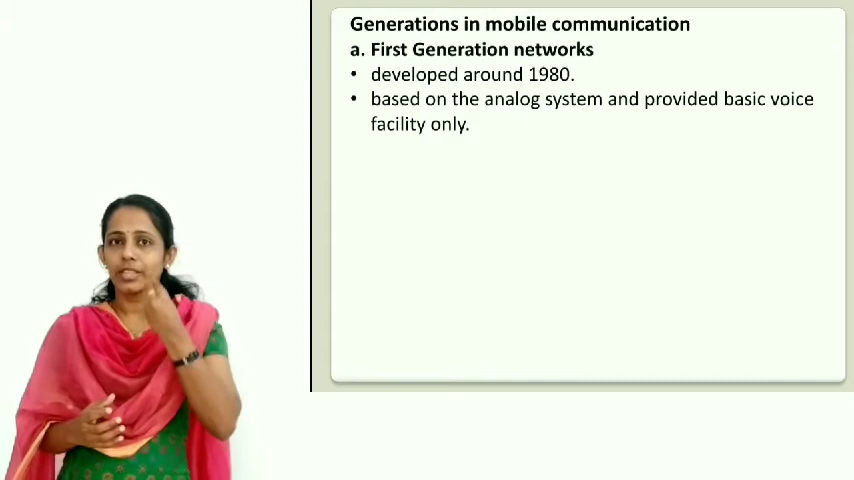 Generations in mobile communication
a. First Generation networks
• developed around 1980.
• based on the analog system and provided basic voice
facility only.